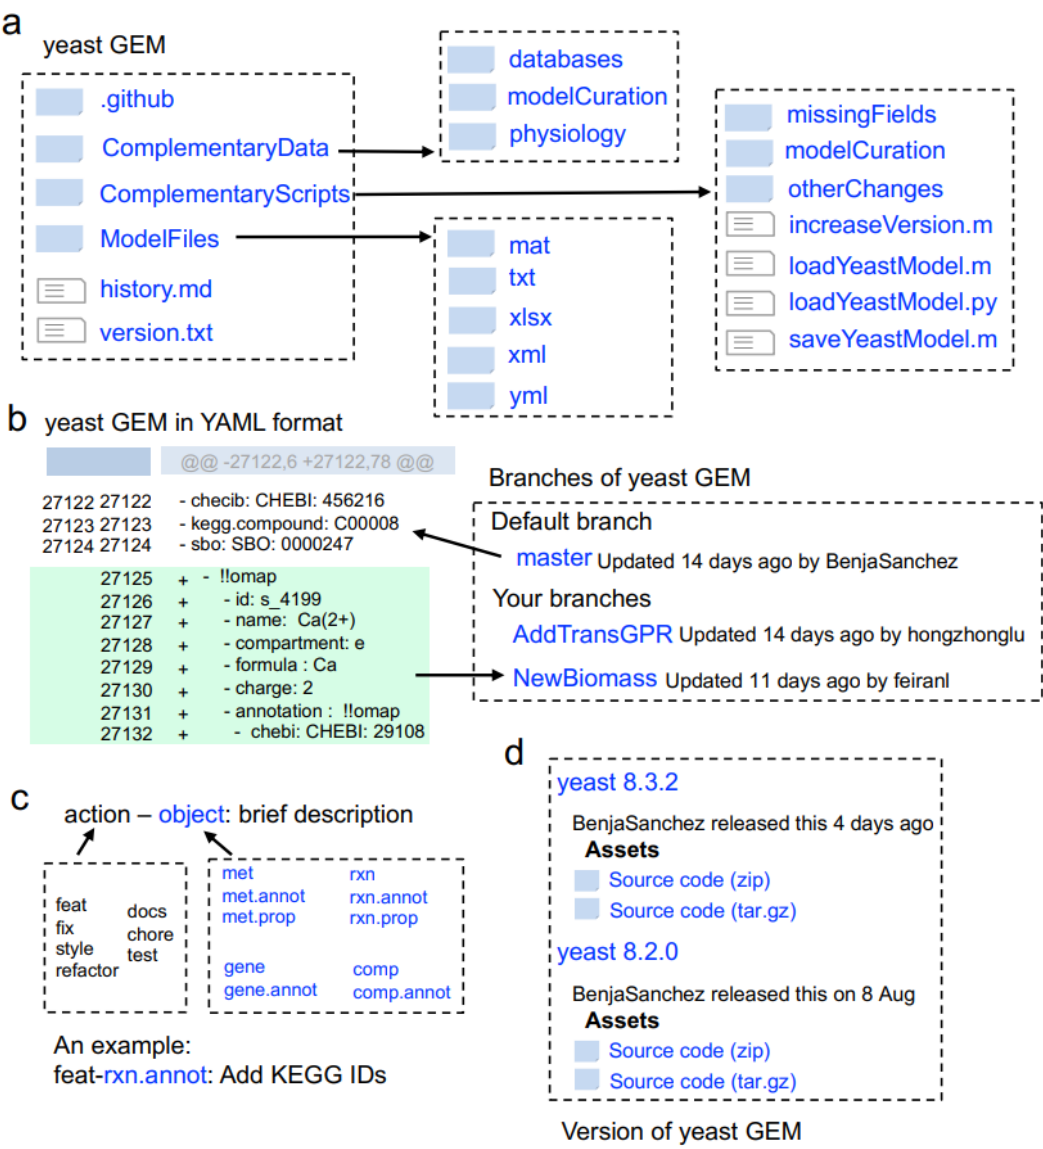 a
yeast GEM
.github
ComplementaryData
ComplementaryScripts
ModelFiles
history.md
version.txt
databases
modelCuration
physiology
mat
txt
xlsx
xml
yml
missingFields
modelCuration
otherChanges
increaseVersion.m
loadYeastModel.m
loadYeastModel.py
saveYeastModel.m
b
yeast GEM in YAML format
@@ -27122,6 +27122,78 @@
27122 27122 - checib: CHEBI: 456216
27123 27123 - kegg.compound: C00008
27124 27124 - sbo: SBO: 0000247
27125 + - !!omap
27126 + - id: s_4199
27127 + - name: Ca(2+)
27128 + - compartment: e
27129 + - formula : Ca
27130 + - charge: 2
27131 + - annotation : !!omap
27132 + - chebi: CHEBI: 29108
Branches of yeast GEM
Default branch
master Updated 14 days ago by BenjaSanchez
Your branches
AddTransGPR Updated 14 days ago by hongzhonglu
NewBiomass Updated 11 days ago by feiranl
c
action – object: brief description
feat
fix
style
refactor
docs
chore
test
met
met.annot
met.prop
rxn
rxn.annot
rxn.prop
gene
gene.annot
comp
comp.annot
An example:
feat-rxn.annot: Add KEGG IDs
d
yeast 8.3.2
BenjaSanchez released this 4 days ago
Assets
Source code (zip)
Source code (tar.gz)
yeast 8.2.0
BenjaSanchez released this on 8 Aug
Assets
Source code (zip)
Source code (tar.gz)
Version of yeast GEM